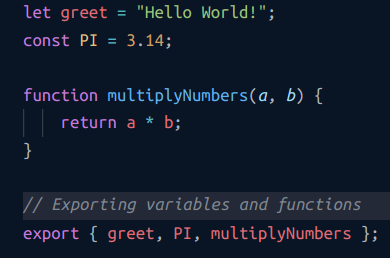 let greet = "Hello World!";
const PI = 3.14;
function multiplyNumbers(a, b) {
return a * b;
}
// Exporting variables and functions
export { greet, PI, multiplyNumbers };